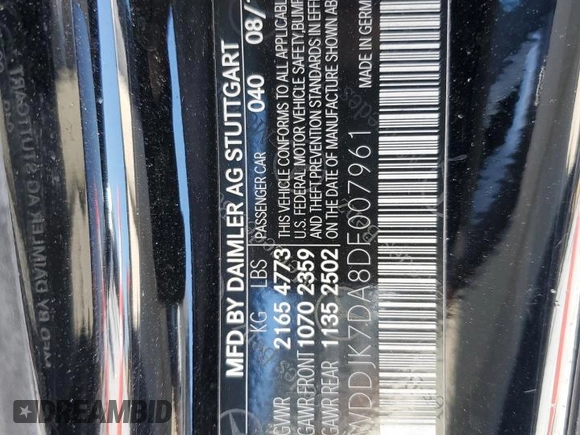 MFD BY DAIMLER AG STUTTGART
KG LBS PASSENGER CAR 040 08/
GVWR 2165 4773 THIS VEHICLE CONFORMS TO ALL APPLICABLE
GAWR FRONT 1070 2359 U.S. FEDERAL MOTOR VEHICLE SAFETY, BUMPER
GAWR REAR 1135 2502 AND THEFT PREVENTION STANDARDS IN EFFE
ON THE DATE OF MANUFACTURE SHOWN ABO
WDDJK7DA8DF007961 MADE IN GERM
DREAMBID